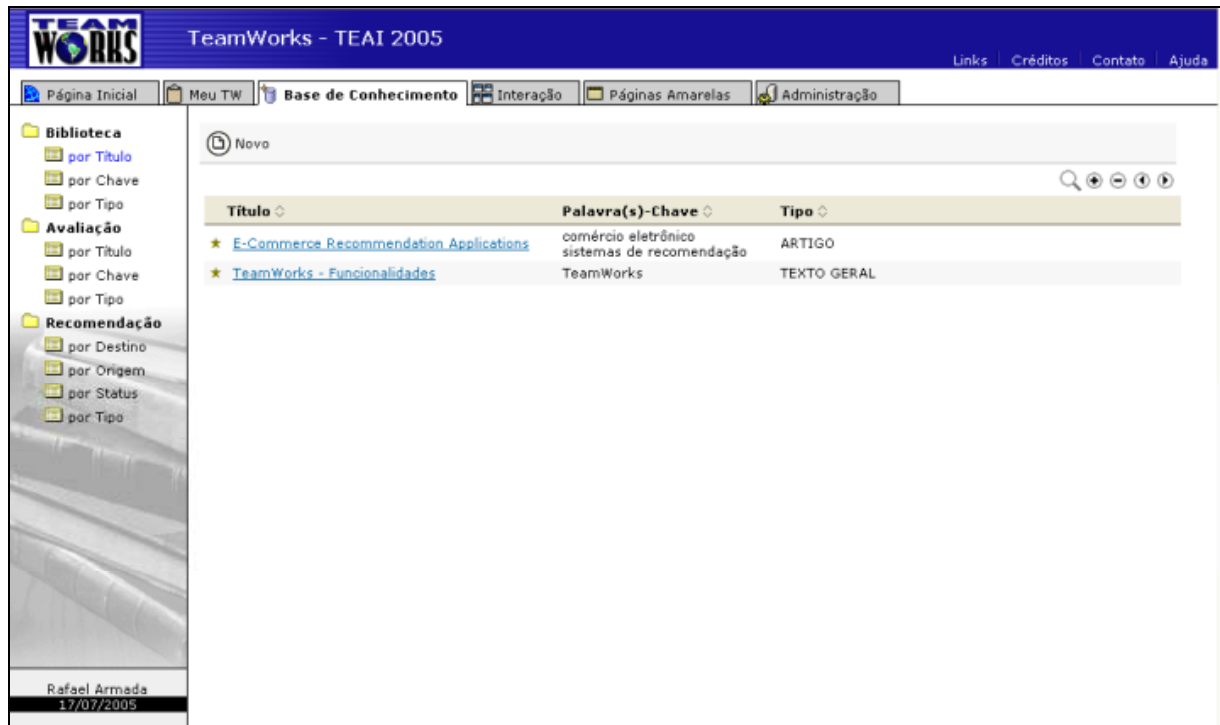 TEAM
WORKS
TeamWorks - TEAI 2005
Links Créditos Contato Ajuda
Página Inicial Meu TW Base de Conhecimento Interação Páginas Amarelas Administração
Biblioteca
por Título
por Chave
por Tipo
Avaliação
por Título
por Chave
por Tipo
Recomendação
por Destino
por Origem
por Status
por Tipo
Rafael Armada
17/07/2005
Novo
Título Palavra(s)-Chave Tipo
E-Commerce Recommendation Applications comércio eletrônico ARTIGO
sistemas de recomendação
TeamWorks - Funcionalidades TeamWorks TEXTO GERAL